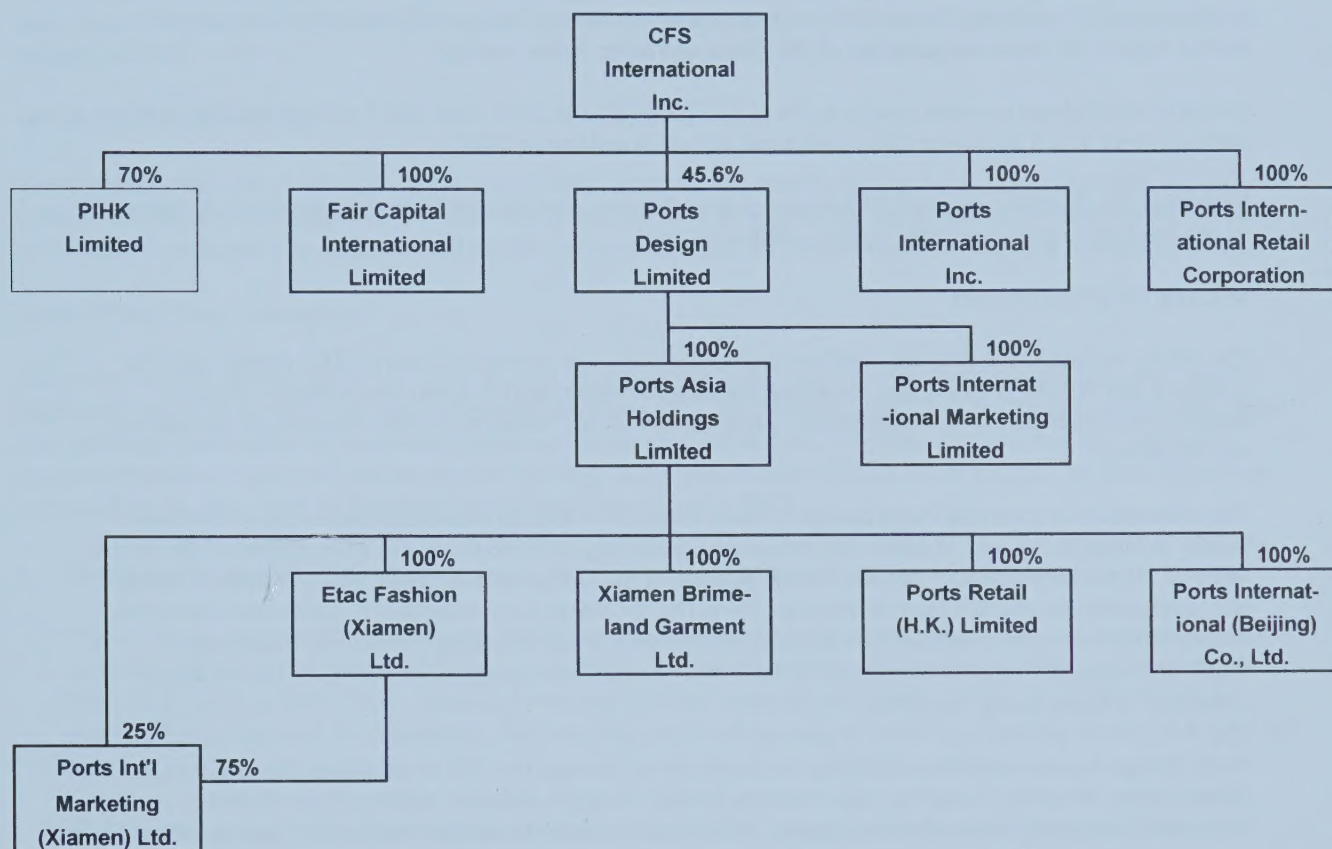 CFS
International
Inc.
70%
PIHK
Limited
100%
Fair Capital
International
Limited
45.6%
Ports
Design
Limited
100%
Ports
International
Inc.
100%
Ports Intern-
ational Retail
Corporation
100%
Ports Asia
Holdings
Limited
100%
Ports Internat
-ional Marketing
Limited
100%
Etac Fashion
(Xiamen)
Ltd.
100%
Xiamen Brime-
land Garment
Ltd.
100%
Ports Retail
(H.K.) Limited
100%
Ports Internat-
ional (Beijing)
Co., Ltd.
25%
75%
Ports Int'l
Marketing
(Xiamen) Ltd.